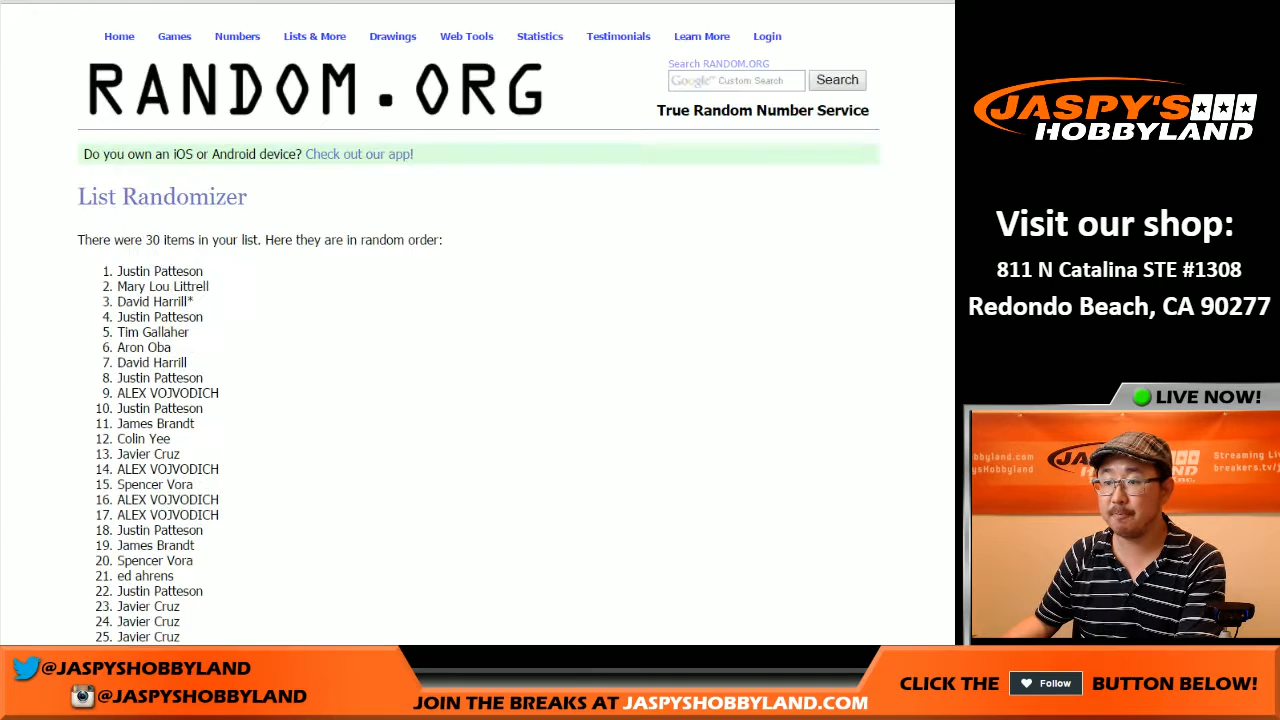 Home Games Numbers Lists & More Drawings Web Tools Statistics Testimonials Learn More Login
RANDOM.ORG
Search RANDOM.ORG
Google™ Custom Search Search
True Random Number Service
Do you own an iOS or Android device? Check out our app!
List Randomizer
There were 30 items in your list. Here they are in random order:
1. Justin Patteson
2. Mary Lou Littrell
3. David Harrill*
4. Justin Patteson
5. Tim Gallaher
6. Aron Oba
7. David Harrill
8. Justin Patteson
9. ALEX VOJVODICH
10. Justin Patteson
11. James Brandt
12. Colin Yee
13. Javier Cruz
14. ALEX VOJVODICH
15. Spencer Vora
16. ALEX VOJVODICH
17. ALEX VOJVODICH
18. Justin Patteson
19. James Brandt
20. Spencer Vora
21. ed ahrens
22. Justin Patteson
23. Javier Cruz
24. Javier Cruz
25. Javier Cruz
JASPY'S
HOBBYLAND
Visit our shop:
811 N Catalina STE #1308
Redondo Beach, CA 90277
LIVE NOW!
Streaming
breakers.tv/j
@JASPYSHOBBYLAND
@JASPYSHOBBYLAND
JOIN THE BREAKS AT JASPYSHOBBYLAND.COM
CLICK THE Follow BUTTON BELOW!